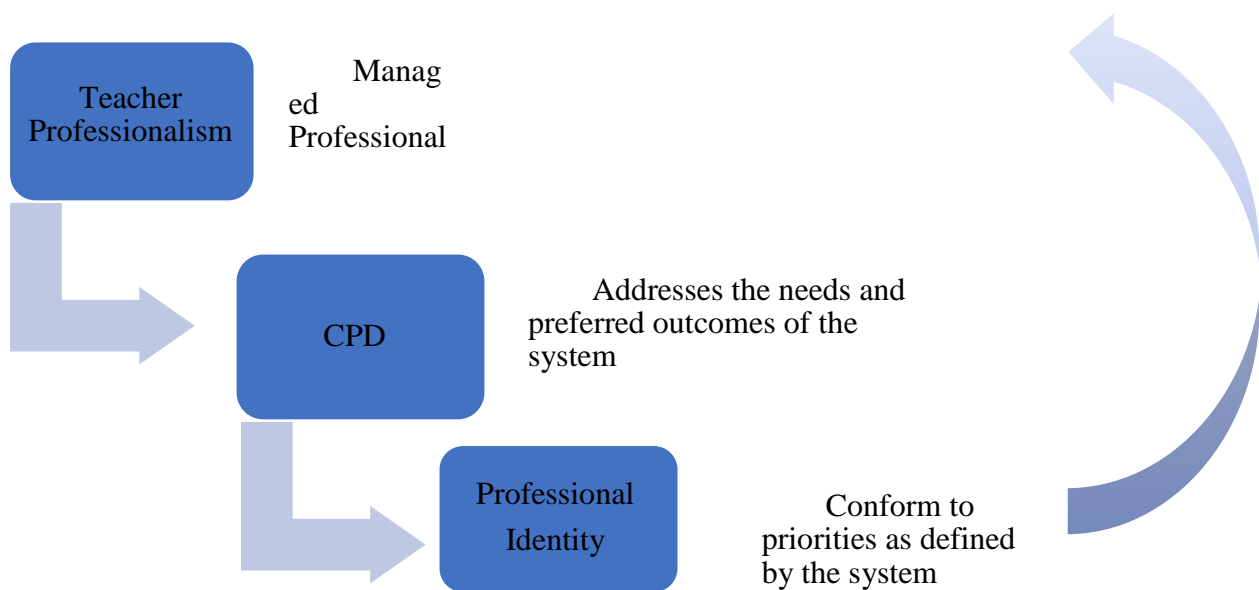 Teacher
Professionalism
Manag
ed
Professional
CPD
Addresses the needs and
preferred outcomes of the
system
Professional
Identity
Conform to
priorities as defined
by the system